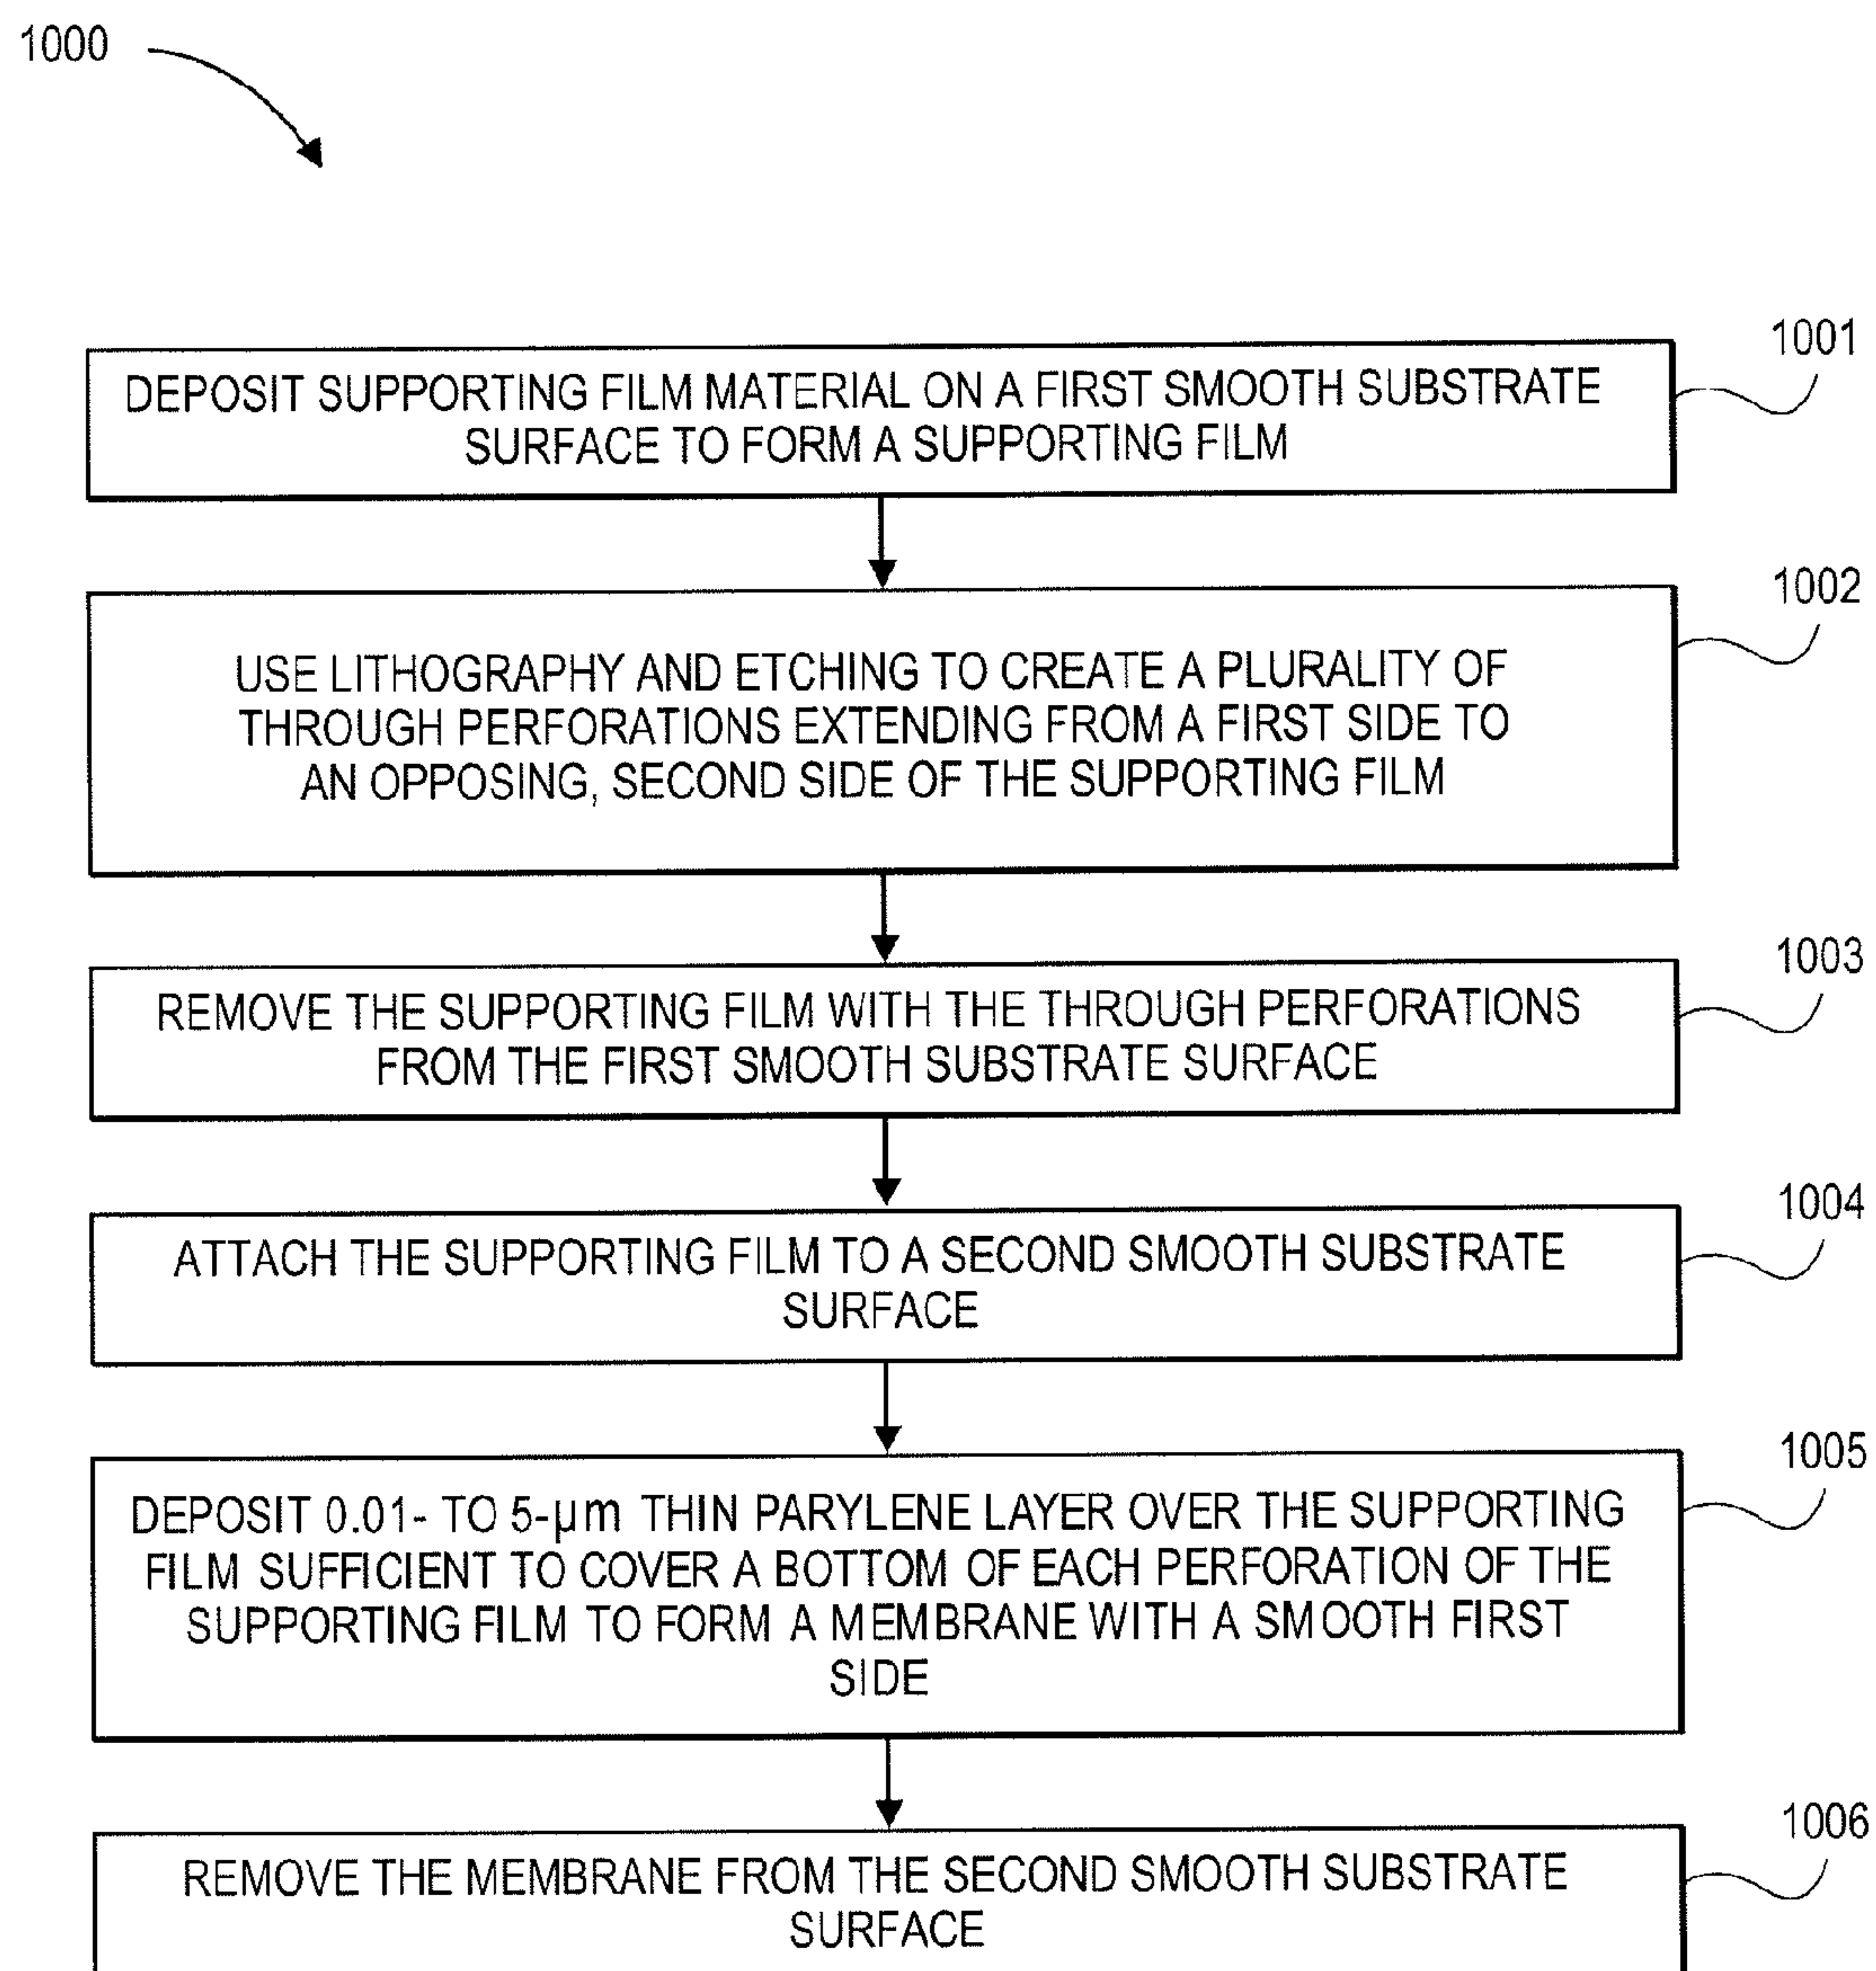 1000
1001
DEPOSIT SUPPORTING FILM MATERIAL ON A FIRST SMOOTH SUBSTRATE
SURFACE TO FORM A SUPPORTING FILM
1002
USE LITHOGRAPHY AND ETCHING TO CREATE A PLURALITY OF
THROUGH PERFORATIONS EXTENDING FROM A FIRST SIDE TO
AN OPPOSING, SECOND SIDE OF THE SUPPORTING FILM
1003
REMOVE THE SUPPORTING FILM WITH THE THROUGH PERFORATIONS
FROM THE FIRST SMOOTH SUBSTRATE SURFACE
1004
ATTACH THE SUPPORTING FILM TO A SECOND SMOOTH SUBSTRATE
SURFACE
1005
DEPOSIT 0.01- TO 5-μm THIN PARYLENE LAYER OVER THE SUPPORTING
FILM SUFFICIENT TO COVER A BOTTOM OF EACH PERFORATION OF THE
SUPPORTING FILM TO FORM A MEMBRANE WITH A SMOOTH FIRST
SIDE
1006
REMOVE THE MEMBRANE FROM THE SECOND SMOOTH SUBSTRATE
SURFACE